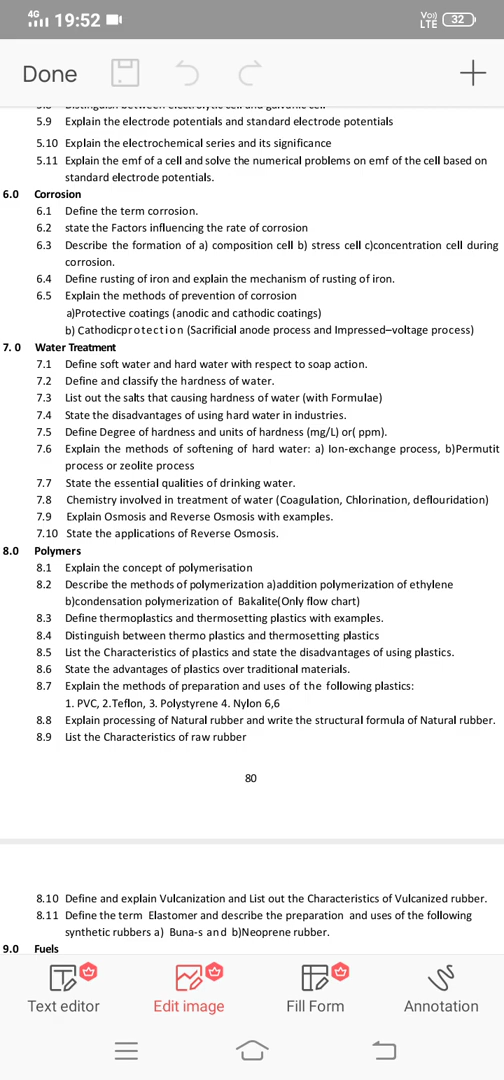 4G 19:52 Vo)) LTE 32
Done
5.8 Distinguish between electrolytic cell and galvanic cell
5.9 Explain the electrode potentials and standard electrode potentials
5.10 Explain the electrochemical series and its significance
5.11 Explain the emf of a cell and solve the numerical problems on emf of the cell based on
standard electrode potentials.
6.0 Corrosion
6.1 Define the term corrosion.
6.2 state the Factors influencing the rate of corrosion
6.3 Describe the formation of a) composition cell b) stress cell c)concentration cell during
corrosion.
6.4 Define rusting of iron and explain the mechanism of rusting of iron.
6.5 Explain the methods of prevention of corrosion
a)Protective coatings (anodic and cathodic coatings)
b) Cathodicprotection (Sacrificial anode process and Impressed–voltage process)
7. 0 Water Treatment
7.1 Define soft water and hard water with respect to soap action.
7.2 Define and classify the hardness of water.
7.3 List out the salts that causing hardness of water (with Formulae)
7.4 State the disadvantages of using hard water in industries.
7.5 Define Degree of hardness and units of hardness (mg/L) or( ppm).
7.6 Explain the methods of softening of hard water: a) Ion-exchange process, b)Permutit
process or zeolite process
7.7 State the essential qualities of drinking water.
7.8 Chemistry involved in treatment of water (Coagulation, Chlorination, deflouridation)
7.9 Explain Osmosis and Reverse Osmosis with examples.
7.10 State the applications of Reverse Osmosis.
8.0 Polymers
8.1 Explain the concept of polymerisation
8.2 Describe the methods of polymerization a)addition polymerization of ethylene
b)condensation polymerization of Bakalite(Only flow chart)
8.3 Define thermoplastics and thermosetting plastics with examples.
8.4 Distinguish between thermo plastics and thermosetting plastics
8.5 List the Characteristics of plastics and state the disadvantages of using plastics.
8.6 State the advantages of plastics over traditional materials.
8.7 Explain the methods of preparation and uses of the following plastics:
1. PVC, 2.Teflon, 3. Polystyrene 4. Nylon 6,6
8.8 Explain processing of Natural rubber and write the structural formula of Natural rubber.
8.9 List the Characteristics of raw rubber
80
8.10 Define and explain Vulcanization and List out the Characteristics of Vulcanized rubber.
8.11 Define the term Elastomer and describe the preparation and uses of the following
synthetic rubbers a) Buna-s and b)Neoprene rubber.
9.0 Fuels
Text editor Edit image Fill Form Annotation